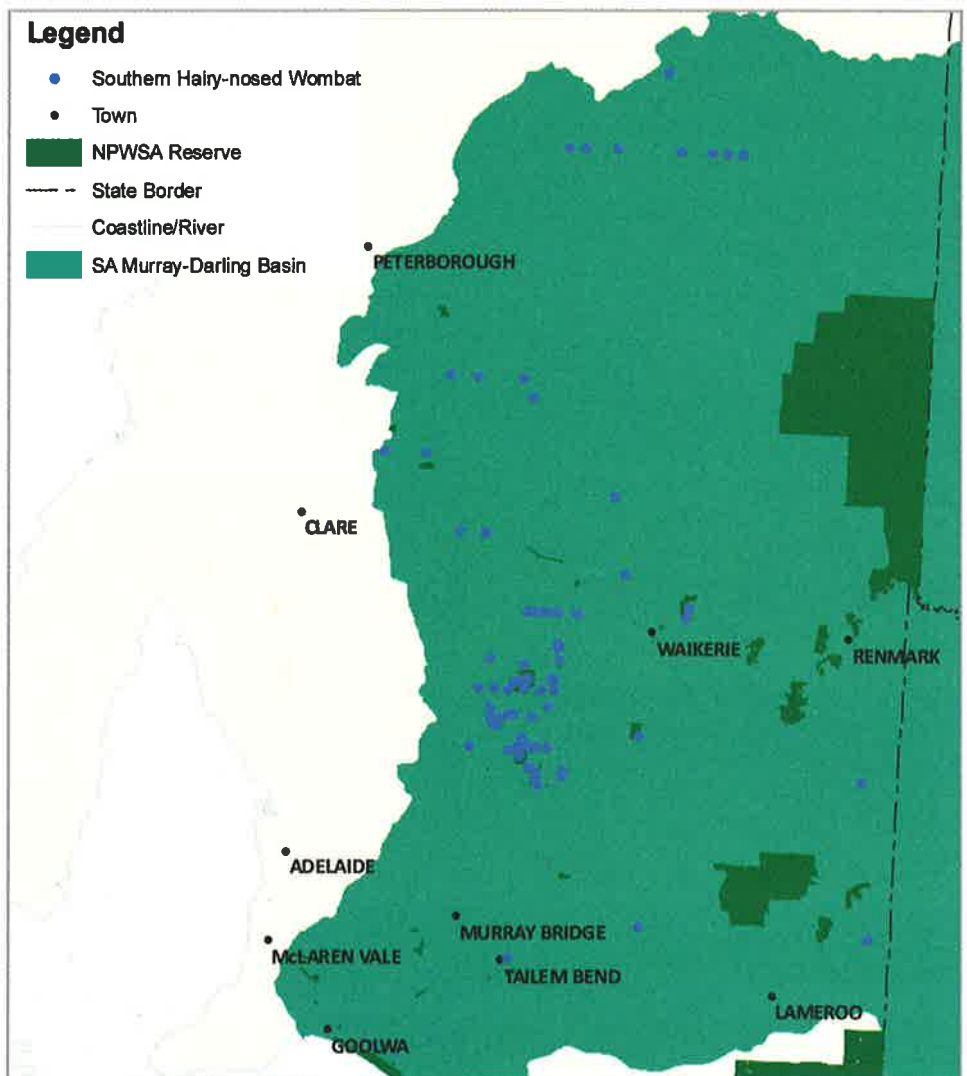 Legend
Southern Hairy-nosed Wombat
Town
NPWSA Reserve
State Border
Coastline/River
SA Murray-Darling Basin
PETERBOROUGH
CLARE
WAIKERIE
RENMARK
ADELAIDE
MURRAY BRIDGE
McLAREN VALE
TAILEM BEND
LAMEROO
GOOLWA